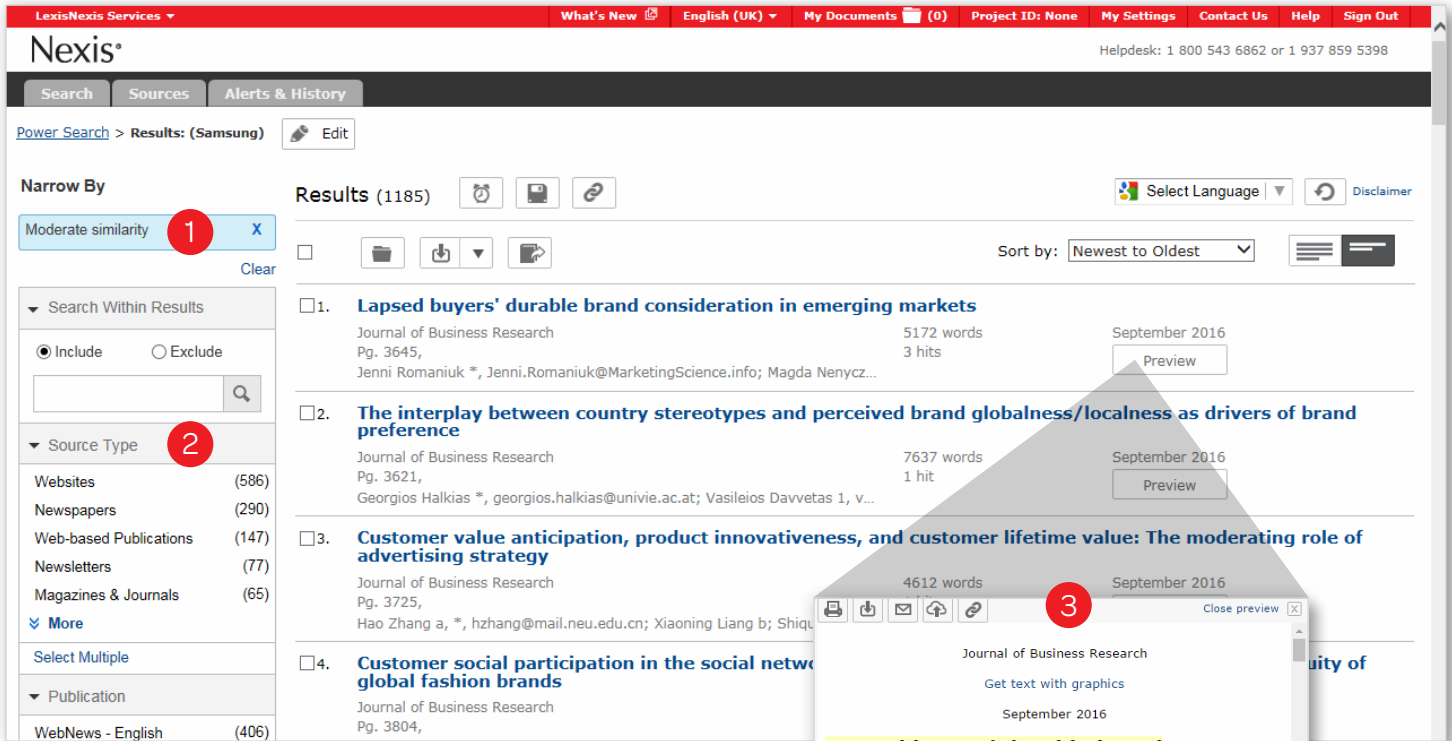 LexisNexis Services
What's New English (UK) My Documents (0) Project ID: None My Settings Contact Us Help Sign Out
Nexis®
Helpdesk: 1 800 543 6862 or 1 937 859 5398
Search Sources Alerts & History
Power Search > Results: (Samsung) Edit
Narrow By
Moderate similarity 1 X
Clear
Search Within Results
Include Exclude
Source Type 2
Websites (586)
Newspapers (290)
Web-based Publications (147)
Newsletters (77)
Magazines & Journals (65)
More
Select Multiple
Publication
WebNews - English (406)
Results (1185)
Select Language Disclaimer
Sort by: Newest to Oldest
1. Lapsed buyers' durable brand consideration in emerging markets
Journal of Business Research 5172 words September 2016
Pg. 3645, 3 hits Preview
Jenni Romaniuk *, Jenni.Romaniuk@MarketingScience.info; Magda Nenycz...
2. The interplay between country stereotypes and perceived brand globalness/localness as drivers of brand
preference
Journal of Business Research 7637 words September 2016
Pg. 3621, 1 hit Preview
Georgios Halkias *, georgios.halkias@univie.ac.at; Vasileios Davvetas 1, v...
3. Customer value anticipation, product innovativeness, and customer lifetime value: The moderating role of
advertising strategy
Journal of Business Research 4612 words September 2016
Pg. 3725,
Hao Zhang a, *, hzhang@mail.neu.edu.cn; Xiaoning Liang b; Shiqu
4. Customer social participation in the social netwo uity of
global fashion brands
Journal of Business Research
Pg. 3804,
3 Close preview X
Journal of Business Research
Get text with graphics
September 2016